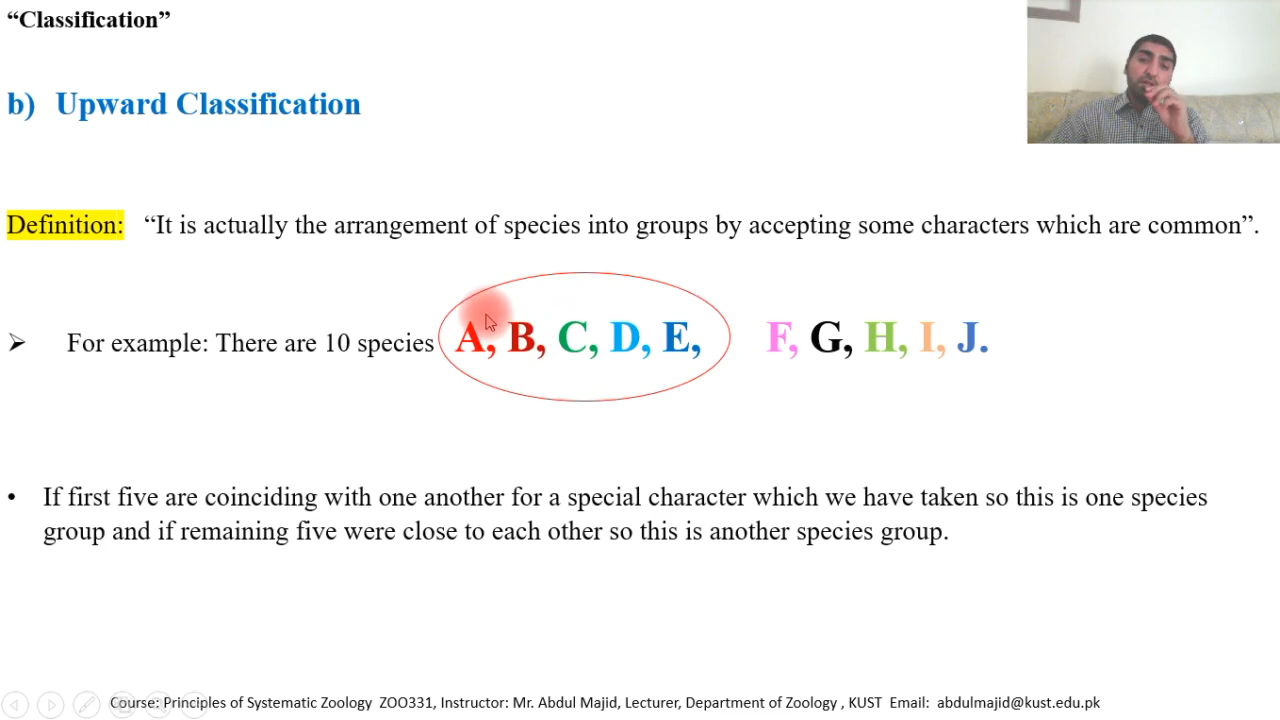 “Classification”
b) Upward Classification
Definition: “It is actually the arrangement of species into groups by accepting some characters which are common”.
➢ For example: There are 10 species A, B, C, D, E, F, G, H, I, J.
• If first five are coinciding with one another for a special character which we have taken so this is one species
group and if remaining five were close to each other so this is another species group.
Course: Principles of Systematic Zoology ZOO331, Instructor: Mr. Abdul Majid, Lecturer, Department of Zoology , KUST Email: abdulmajid@kust.edu.pk